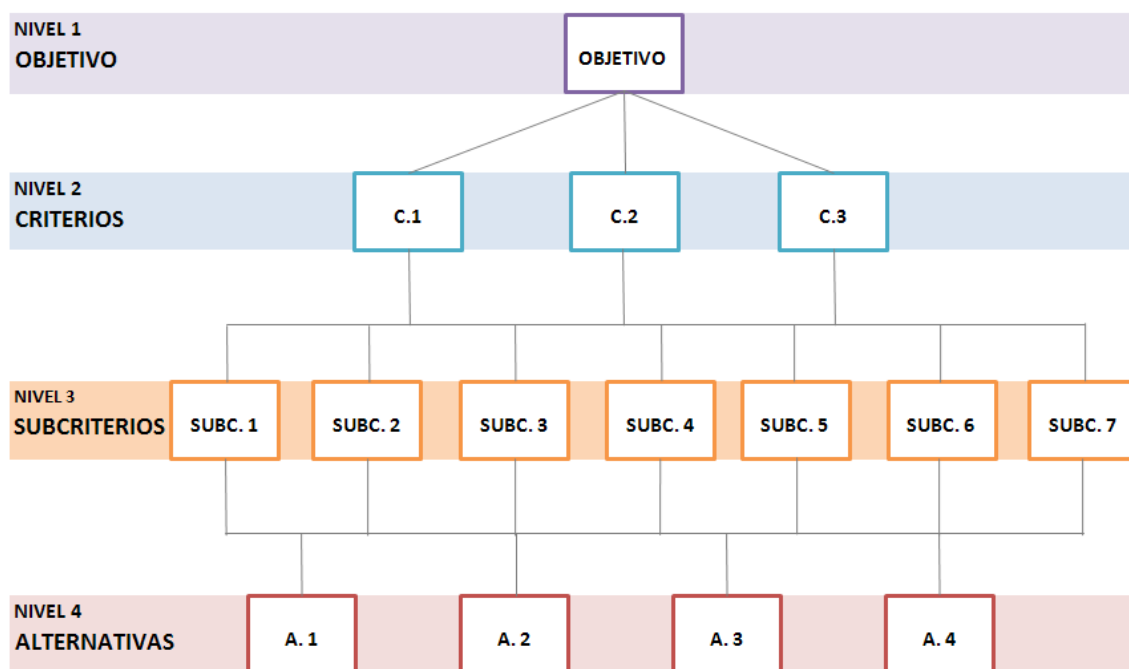 NIVEL 1
OBJETIVO
OBJETIVO
NIVEL 2
CRITERIOS
C.1
C.2
C.3
NIVEL 3
SUBCRITERIOS
SUBC. 1
SUBC. 2
SUBC. 3
SUBC. 4
SUBC. 5
SUBC. 6
SUBC. 7
NIVEL 4
ALTERNATIVAS
A. 1
A. 2
A. 3
A. 4